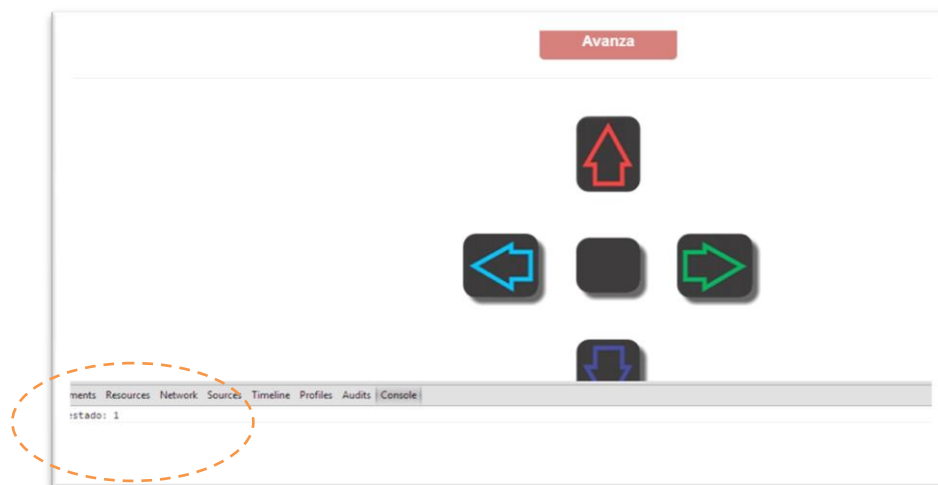 Avanza
ments Resources Network Sources Timeline Profiles Audits Console
estado: 1